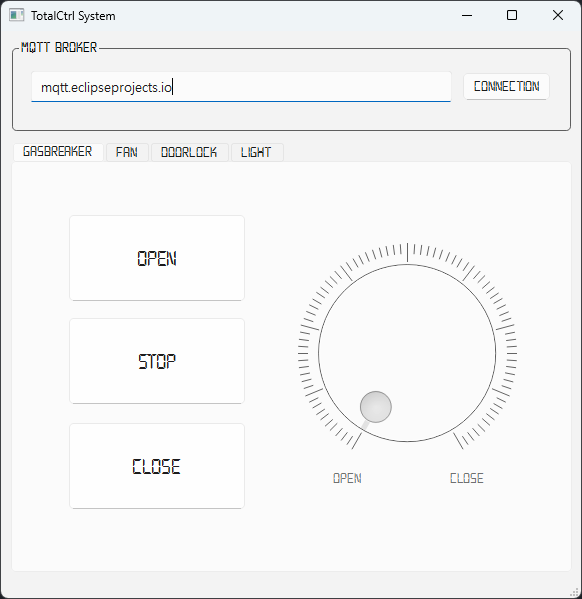 TotalCtrl System
MQTT BROKER
mqtt.eclipseprojects.io
CONNECTION
GASBREAKER FAN DOORLOCK LIGHT
OPEN
STOP
CLOSE
OPEN CLOSE